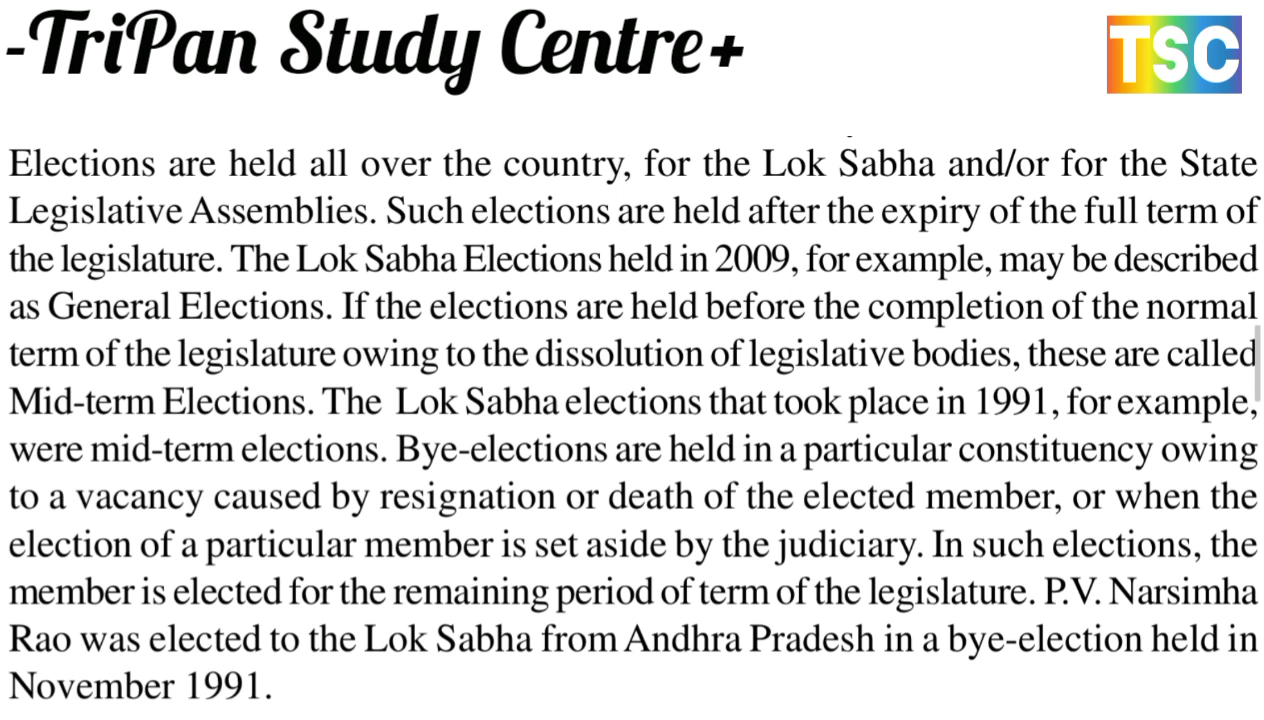 -TriPan Study Centre+
TSC
Elections are held all over the country, for the Lok Sabha and/or for the State
Legislative Assemblies. Such elections are held after the expiry of the full term of
the legislature. The Lok Sabha Elections held in 2009, for example, may be described
as General Elections. If the elections are held before the completion of the normal
term of the legislature owing to the dissolution of legislative bodies, these are called
Mid-term Elections. The Lok Sabha elections that took place in 1991, for example,
were mid-term elections. Bye-elections are held in a particular constituency owing
to a vacancy caused by resignation or death of the elected member, or when the
election of a particular member is set aside by the judiciary. In such elections, the
member is elected for the remaining period of term of the legislature. P.V. Narsimha
Rao was elected to the Lok Sabha from Andhra Pradesh in a bye-election held in
November 1991.